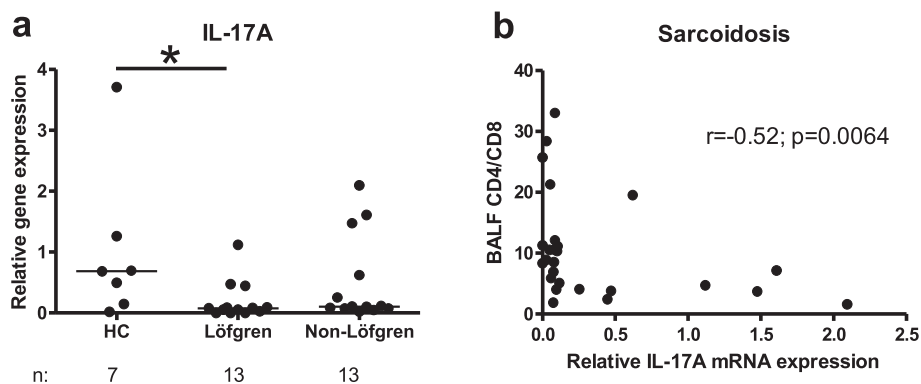 a
IL-17A
*
Relative gene expression
4
3
2
1
0
HC Löfgren Non-Löfgren
n: 7 13 13
b
Sarcoidosis
r=-0.52; p=0.0064
BALF CD4/CD8
40
30
20
10
0
0.0 0.5 1.0 1.5 2.0 2.5
Relative IL-17A mRNA expression